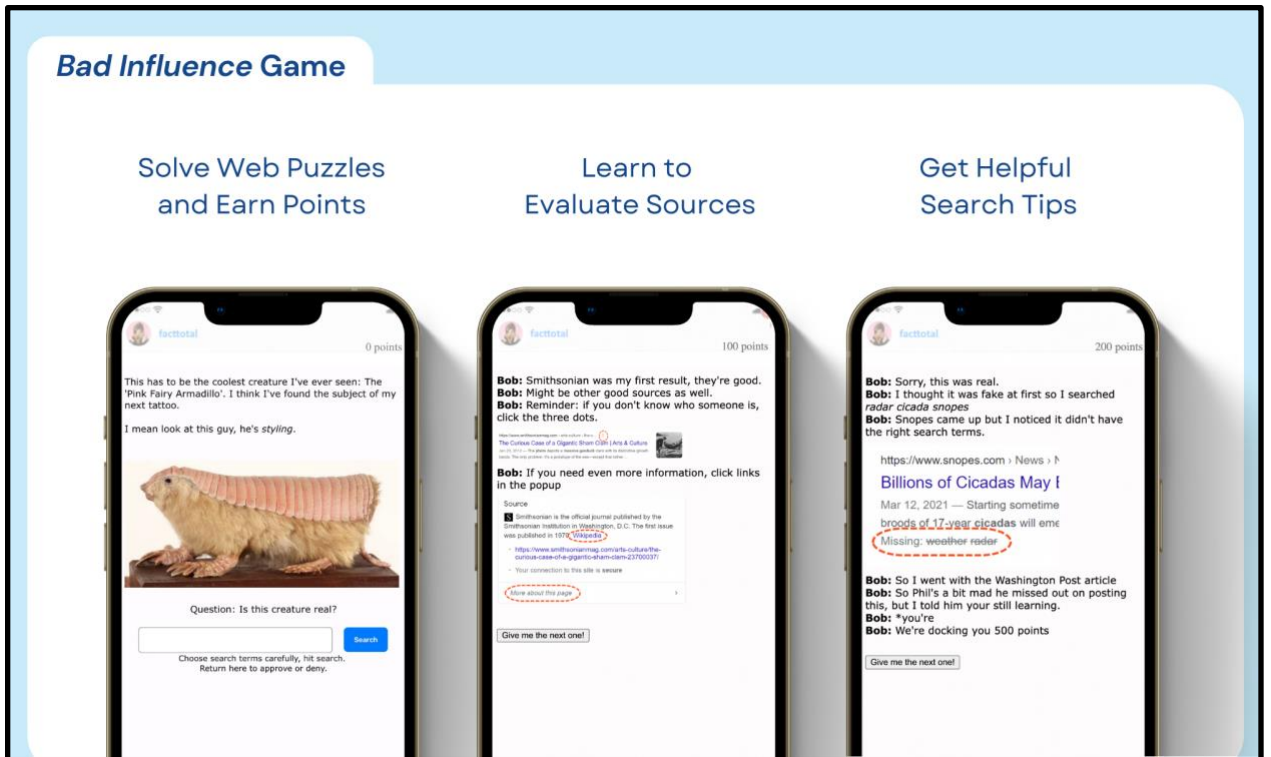 Bad Influence Game
Solve Web Puzzles
and Earn Points
Learn to
Evaluate Sources
Get Helpful
Search Tips
facttotal
0 points
This has to be the coolest creature I've ever seen: The
'Pink Fairy Armadillo'. I think I've found the subject of my
next tattoo.
I mean look at this guy, he's styling.
Question: Is this creature real?
Search
Choose search terms carefully, hit search.
Return here to approve or deny.
facttotal
100 points
Bob: Smithsonian was my first result, they're good.
Bob: Might be other good sources as well.
Bob: Reminder: if you don't know who someone is,
click the three dots.
The Curious Case of a Gigantic Sham Clam | Arts & Culture
Bob: If you need even more information, click links
in the popup
Source
Smithsonian is the official journal published by the
Smithsonian Institution in Washington, D.C. The first issue
was published in 1970. Wikipedia
https://www.smithsonianmag.com/arts-culture/the-
curious-case-of-a-gigantic-sham-clam-23700037/
Your connection to this site is secure
More about this page
Give me the next one!
facttotal
200 points
Bob: Sorry, this was real.
Bob: I thought it was fake at first so I searched
radar cicada snopes
Bob: Snopes came up but I noticed it didn't have
the right search terms.
https://www.snopes.com › News ›
Billions of Cicadas May
Mar 12, 2021 — Starting sometime
broods of 17-year cicadas will eme
Missing: weather radar
Bob: So I went with the Washington Post article
Bob: So Phil's a bit mad he missed out on posting
this, but I told him your still learning.
Bob: *you're
Bob: We're docking you 500 points
Give me the next one!